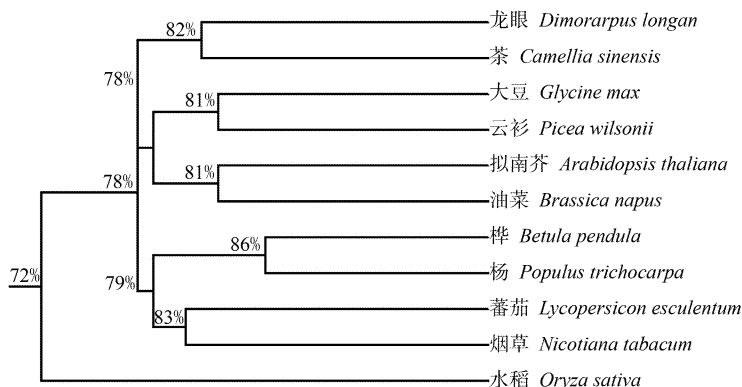 82%
龙眼 Dimorarpus longan
茶 Camellia sinensis
78%
81%
大豆 Glycine max
云衫 Picea wilsonii
81%
拟南芥 Arabidopsis thaliana
78%
油菜 Brassica napus
86%
桦 Betula pendula
72%
79%
杨 Populus trichocarpa
83%
蕃茄 Lycopersicon esculentum
烟草 Nicotiana tabacum
水稻 Oryza sativa